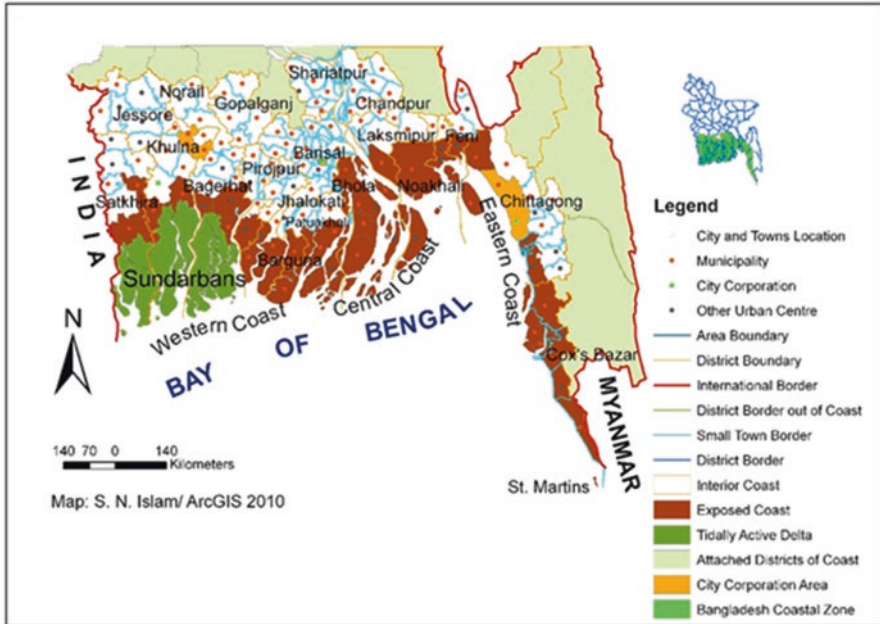 Shariatpur
Norail
Gopalganj
Chandpur
Jessore
Laksmipur
Feni
Khulna
Barisal
Pirojpur
Bagerhat
Bhola
Noakhali
Satkhira
Jhalokati
Chittagong
Patuakhali
INDIA
Sundarbans
Barguna
Western Coast
Central Coast
Eastern Coast
BAY OF BENGAL
Cox's Bazar
MYANMAR
St. Martins
N
140 70 0 140
Kilometers
Map: S. N. Islam/ ArcGIS 2010
Legend
City and Towns Location
Municipality
City Corporation
Other Urban Centre
Area Boundary
District Boundary
International Border
District Border out of Coast
Small Town Border
District Border
Interior Coast
Exposed Coast
Tidally Active Delta
Attached Districts of Coast
City Corporation Area
Bangladesh Coastal Zone